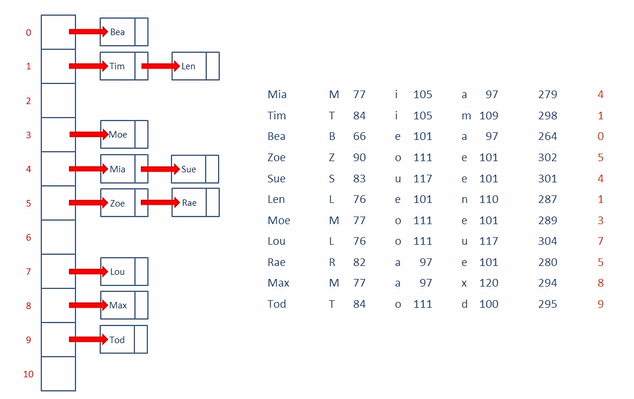 0 Bea
1 Tim Len
2
3 Moe
4 Mia Sue
5 Zoe Rae
6
7 Lou
8 Max
9 Tod
10
Mia M 77 i 105 a 97 279 4
Tim T 84 i 105 m 109 298 1
Bea B 66 e 101 a 97 264 0
Zoe Z 90 o 111 e 101 302 5
Sue S 83 u 117 e 101 301 4
Len L 76 e 101 n 110 287 1
Moe M 77 o 111 e 101 289 3
Lou L 76 o 111 u 117 304 7
Rae R 82 a 97 e 101 280 5
Max M 77 a 97 x 120 294 8
Tod T 84 o 111 d 100 295 9